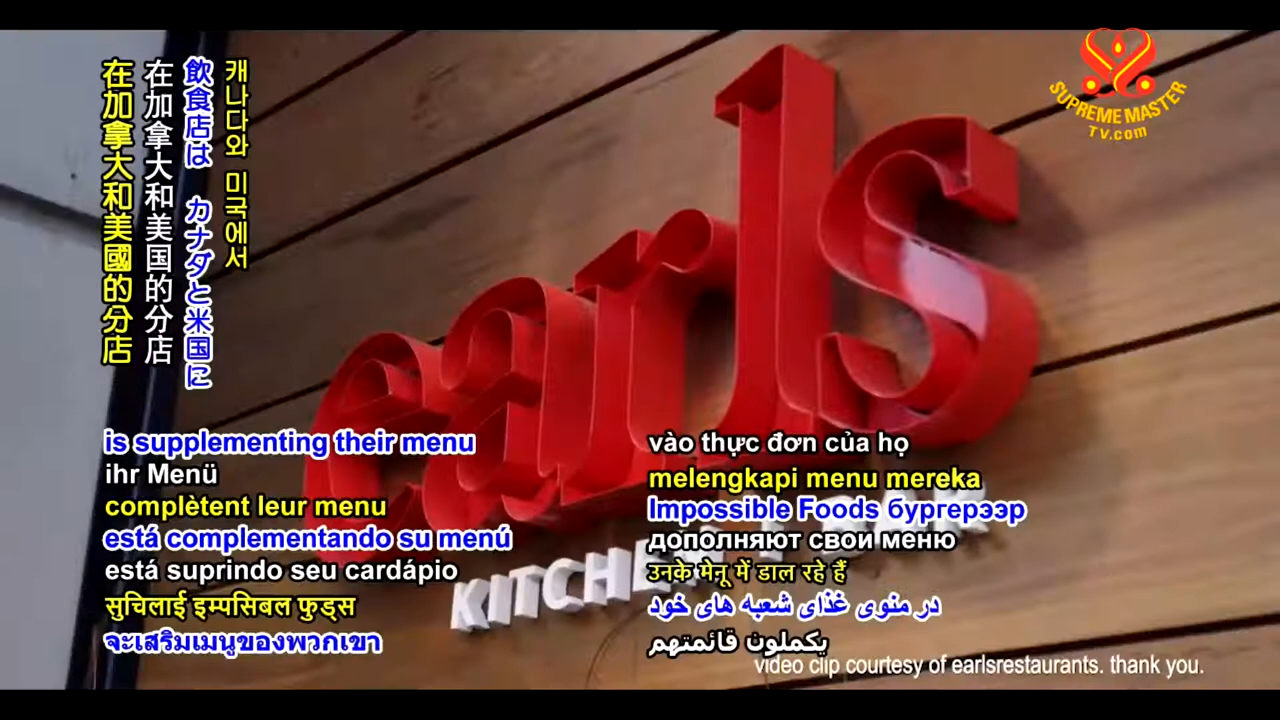 캐나다와 미국에서
飲食店は カナダと米国に
在加拿大和美国的分店
在加拿大和美國的分店
SUPREME MASTER
TV.com
earls
KITCHEN + BAR
is supplementing their menu
ihr Menü
complètent leur menu
está complementando su menú
está suprindo seu cardápio
सुचिलाई इम्पसिबल फुड्स
จะเสริมเมนูของพวกเขา
vào thực đơn của họ
melengkapi menu mereka
Impossible Foods бургерээр
дополняют свои меню
उनके मेनू में डाल रहे हैं
در منوی غذای شعبه های خود
يكملون قائمتهم
video clip courtesy of earlsrestaurants. thank you.